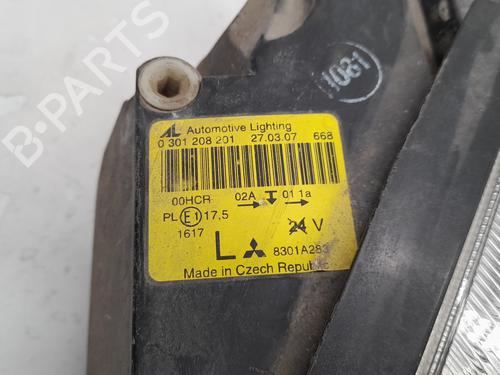 AL Automotive Lighting
0 301 208 201 27.03.07 668
00HCR 02A 01 1a
PL E1 17,5
1617 24 V
L 8301A283
Made in Czech Republic
1081
B-PARTS